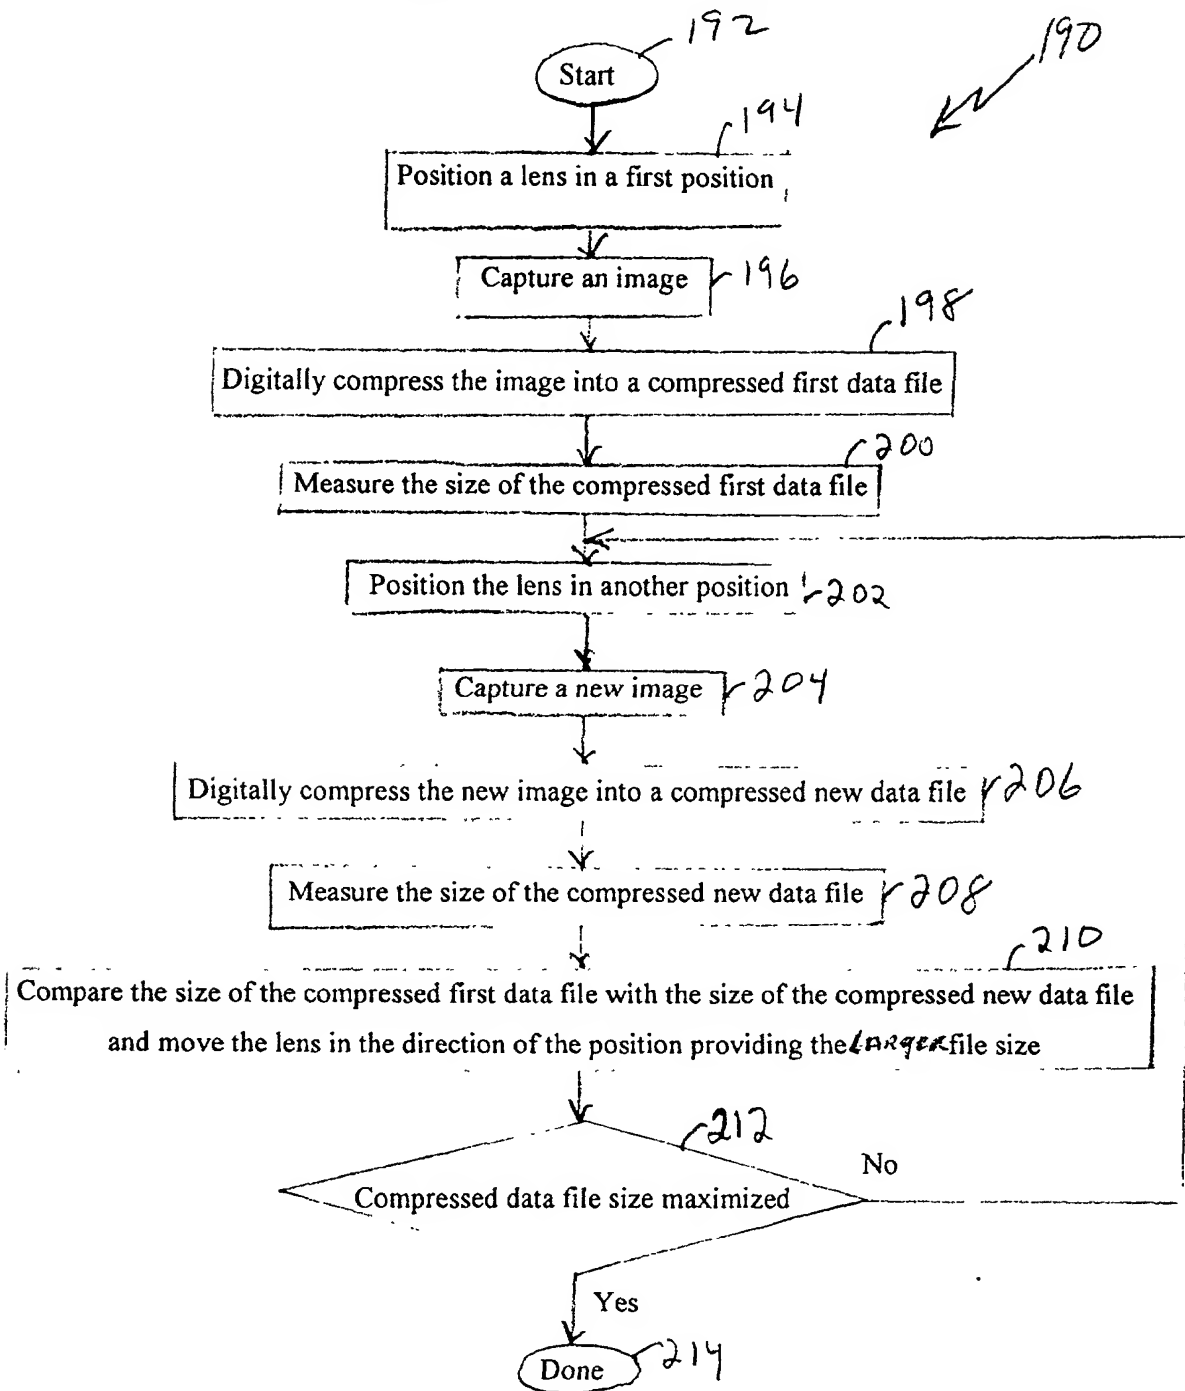 192
190
Start
194
Position a lens in a first position
Capture an image 196
198
Digitally compress the image into a compressed first data file
200
Measure the size of the compressed first data file
Position the lens in another position 202
Capture a new image 204
Digitally compress the new image into a compressed new data file 206
Measure the size of the compressed new data file 208
210
Compare the size of the compressed first data file with the size of the compressed new data file
and move the lens in the direction of the position providing the LARgER file size
212
No
Compressed data file size maximized
Yes
Done 214